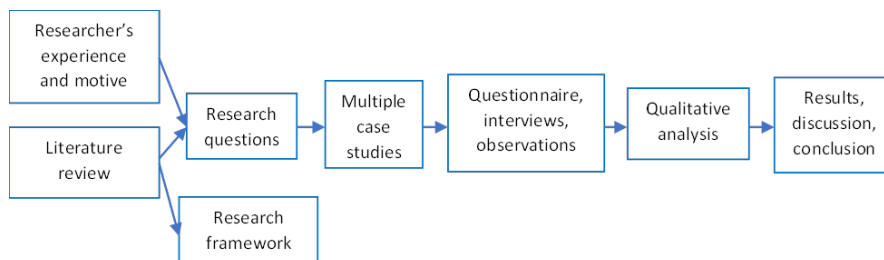 Researcher’s
experience
and motive
Literature
review
Research
questions
Research
framework
Multiple
case
studies
Questionnaire,
interviews,
observations
Qualitative
analysis
Results,
discussion,
conclusion